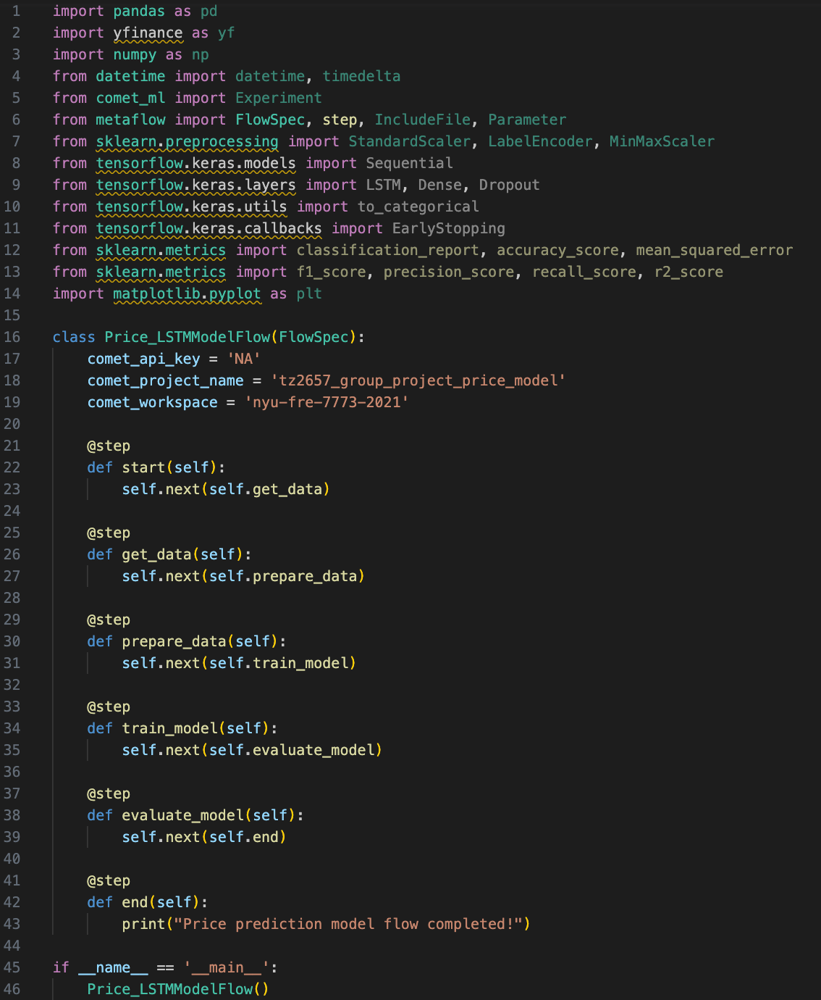 1 import pandas as pd
2 import yfinance as yf
3 import numpy as np
4 from datetime import datetime, timedelta
5 from comet_ml import Experiment
6 from metaflow import FlowSpec, step, IncludeFile, Parameter
7 from sklearn.preprocessing import StandardScaler, LabelEncoder, MinMaxScaler
8 from tensorflow.keras.models import Sequential
9 from tensorflow.keras.layers import LSTM, Dense, Dropout
10 from tensorflow.keras.utils import to_categorical
11 from tensorflow.keras.callbacks import EarlyStopping
12 from sklearn.metrics import classification_report, accuracy_score, mean_squared_error
13 from sklearn.metrics import f1_score, precision_score, recall_score, r2_score
14 import matplotlib.pyplot as plt
15
16 class Price_LSTMModelFlow(FlowSpec):
17     comet_api_key = 'NA'
18     comet_project_name = 'tz2657_group_project_price_model'
19     comet_workspace = 'nyu-fre-7773-2021'
20
21     @step
22     def start(self):
23         self.next(self.get_data)
24
25     @step
26     def get_data(self):
27         self.next(self.prepare_data)
28
29     @step
30     def prepare_data(self):
31         self.next(self.train_model)
32
33     @step
34     def train_model(self):
35         self.next(self.evaluate_model)
36
37     @step
38     def evaluate_model(self):
39         self.next(self.end)
40
41     @step
42     def end(self):
43         print("Price prediction model flow completed!")
44
45 if __name__ == '__main__':
46     Price_LSTMModelFlow()